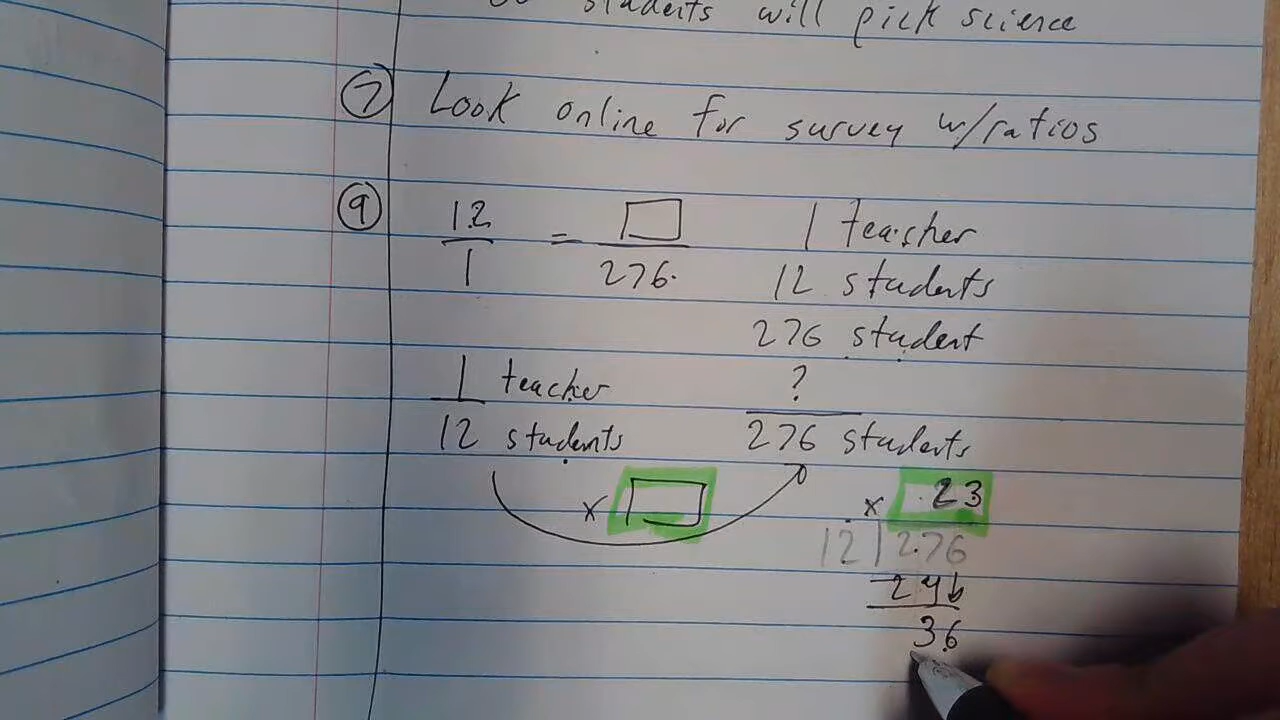 students will pick science
⑦ Look online for survey w/ratios
⑨ 12/1 = □/276 1 teacher
12 students
276 student
1 teacher ?
12 students 276 students
x □ x 23
12 276
36